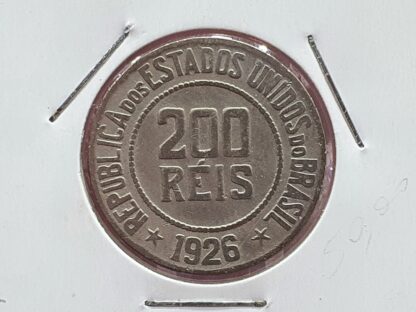 REPUBLICA DOS ESTADOS UNIDOS DO BRASIL
200
RÉIS
★ 1926 ★